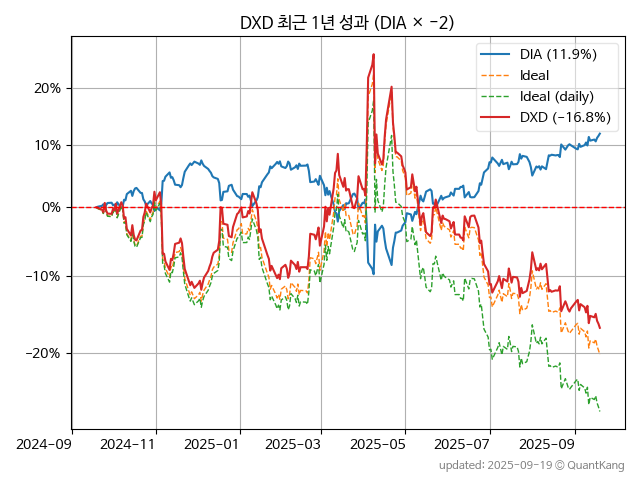 DXD 최근 1년 성과 (DIA × −2)
DIA (11.9%)
Ideal
Ideal (daily)
DXD (−16.8%)
20%
10%
0%
−10%
−20%
2024-09 2024-11 2025-01 2025-03 2025-05 2025-07 2025-09
updated: 2025-09-19 © QuantKang